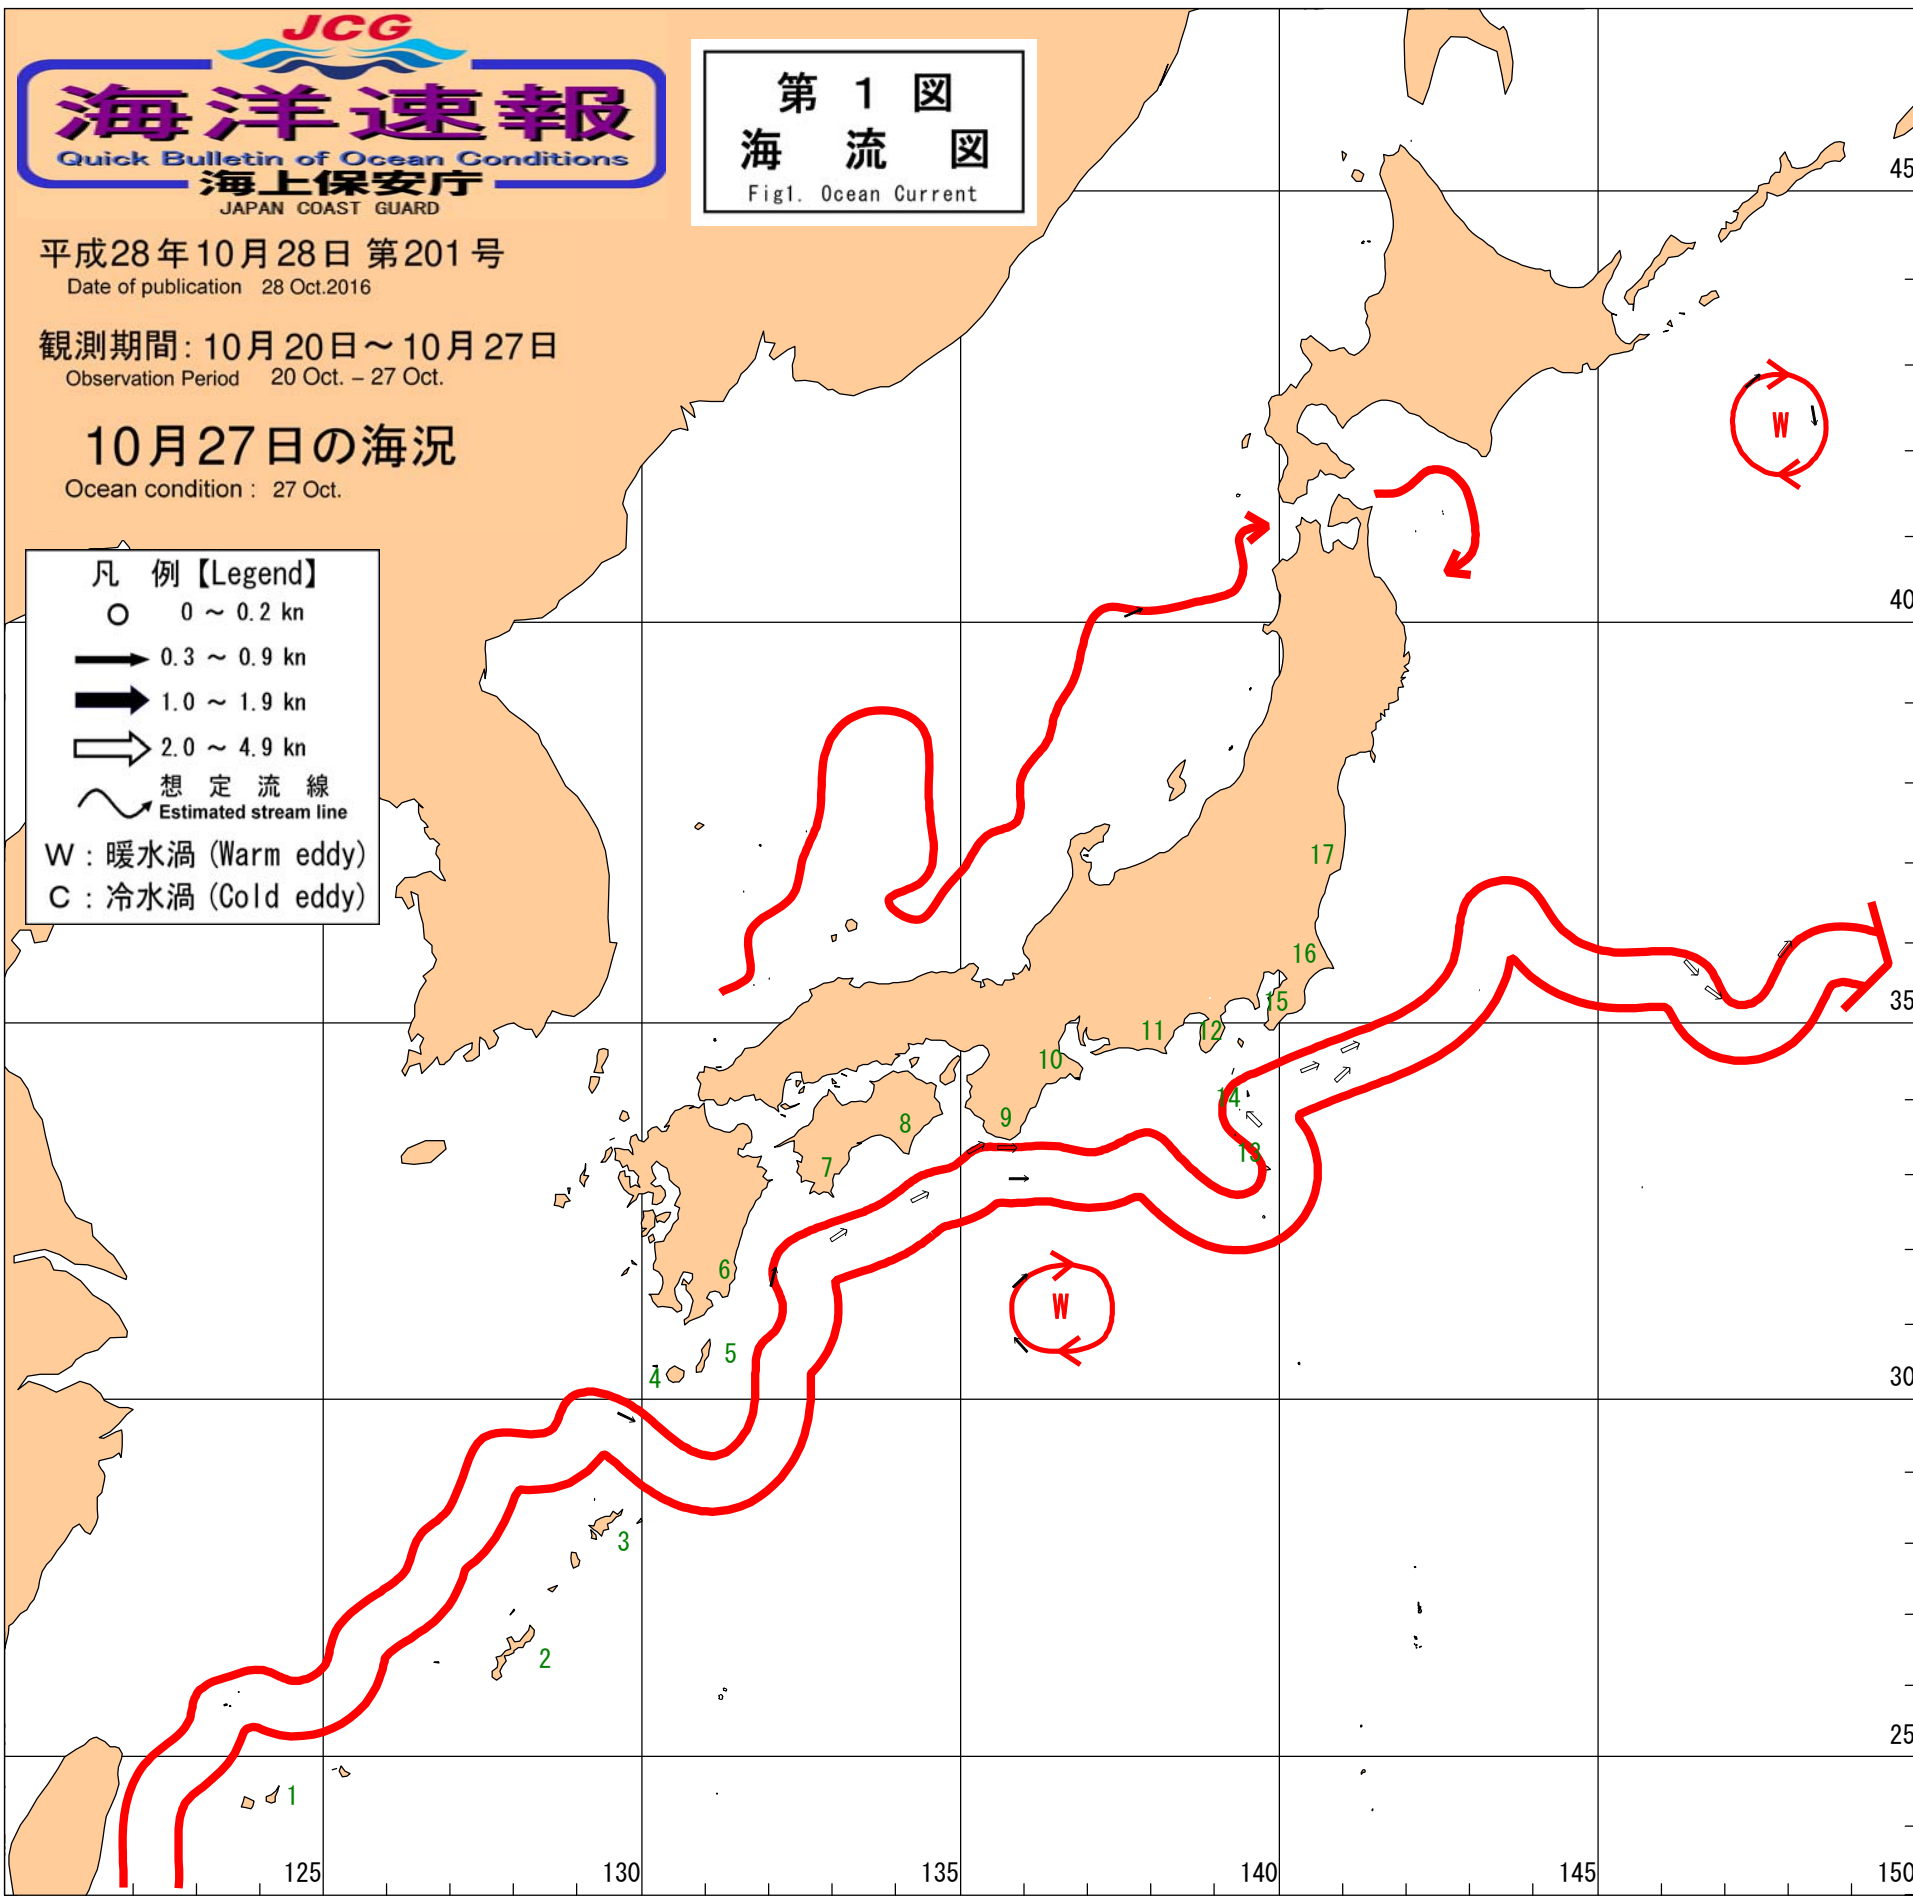 JCG
海洋速報
Quick Bulletin of Ocean Conditions
海上保安庁
JAPAN COAST GUARD
第 1 図
海 流 図
Fig1. Ocean Current
平成28年10月28日 第201号
Date of publication 28 Oct.2016
観測期間: 10月20日～10月27日
Observation Period 20 Oct. – 27 Oct.
10月27日の海況
Ocean condition : 27 Oct.
凡 例【Legend】
0 ～ 0.2 kn
0.3 ～ 0.9 kn
1.0 ～ 1.9 kn
2.0 ～ 4.9 kn
想 定 流 線
Estimated stream line
W : 暖水渦 (Warm eddy)
C : 冷水渦 (Cold eddy)
45
W
40
17
16
15
35
12
11
10
14
9
8
13
7
6
W
5
4
30
3
2
25
1
125
130
135
140
145
150